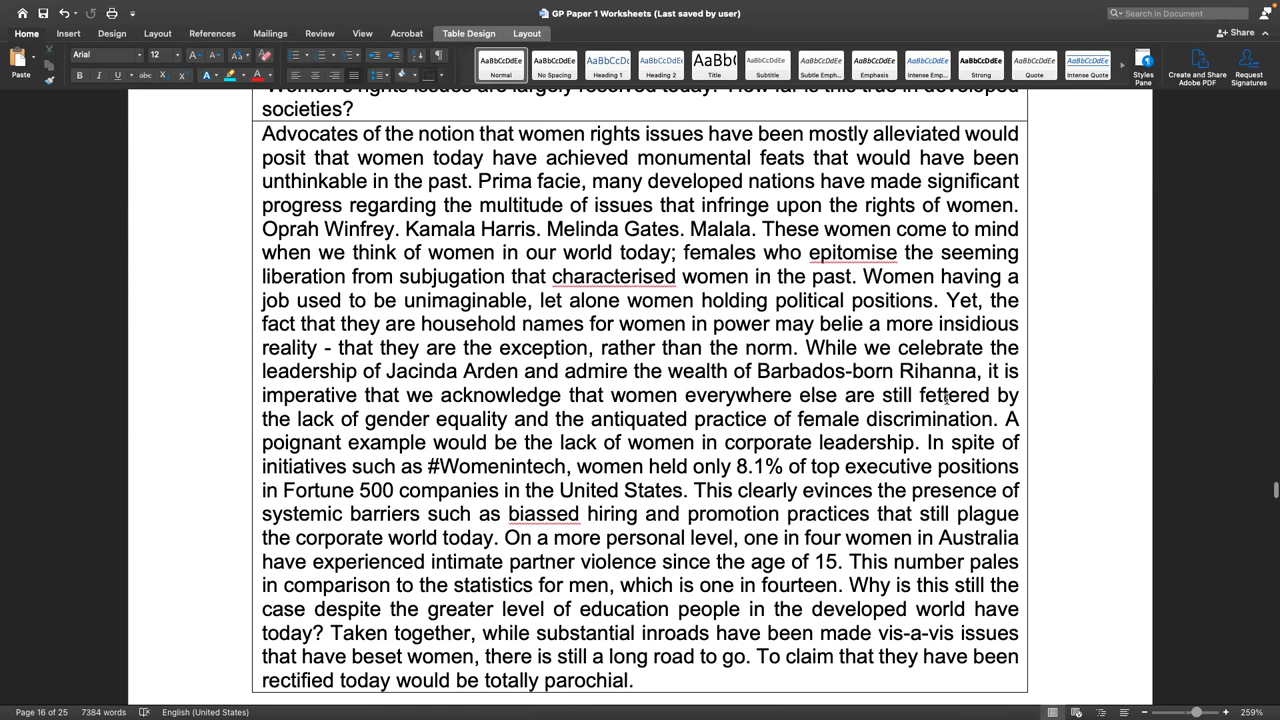 GP Paper 1 Worksheets (Last saved by user)
Search in Document
Home Insert Design Layout References Mailings Review View Acrobat Table Design Layout
Share
Paste
Arial 12
AaBbCcDdEe AaBbCcDdEe AaBbCcDc AaBbCcDdEe AaBbC AaBbCcDdEe AaBbCcDdEe AaBbCcDdEe AaBbCcDdEe AaBbCcDdEe AaBbCcDdEe AaBbCcDdEe
Normal No Spacing Heading 1 Heading 2 Title Subtitle Subtle Emph... Emphasis Intense Emp... Strong Quote Intense Quote
Styles Pane
Create and Share Adobe PDF
Request Signatures
societies?
Advocates of the notion that women rights issues have been mostly alleviated would
posit that women today have achieved monumental feats that would have been
unthinkable in the past. Prima facie, many developed nations have made significant
progress regarding the multitude of issues that infringe upon the rights of women.
Oprah Winfrey. Kamala Harris. Melinda Gates. Malala. These women come to mind
when we think of women in our world today; females who epitomise the seeming
liberation from subjugation that characterised women in the past. Women having a
job used to be unimaginable, let alone women holding political positions. Yet, the
fact that they are household names for women in power may belie a more insidious
reality - that they are the exception, rather than the norm. While we celebrate the
leadership of Jacinda Arden and admire the wealth of Barbados-born Rihanna, it is
imperative that we acknowledge that women everywhere else are still fettered by
the lack of gender equality and the antiquated practice of female discrimination. A
poignant example would be the lack of women in corporate leadership. In spite of
initiatives such as #Womenintech, women held only 8.1% of top executive positions
in Fortune 500 companies in the United States. This clearly evinces the presence of
systemic barriers such as biassed hiring and promotion practices that still plague
the corporate world today. On a more personal level, one in four women in Australia
have experienced intimate partner violence since the age of 15. This number pales
in comparison to the statistics for men, which is one in fourteen. Why is this still the
case despite the greater level of education people in the developed world have
today? Taken together, while substantial inroads have been made vis-a-vis issues
that have beset women, there is still a long road to go. To claim that they have been
rectified today would be totally parochial.
Page 16 of 25 7384 words English (United States) 259%